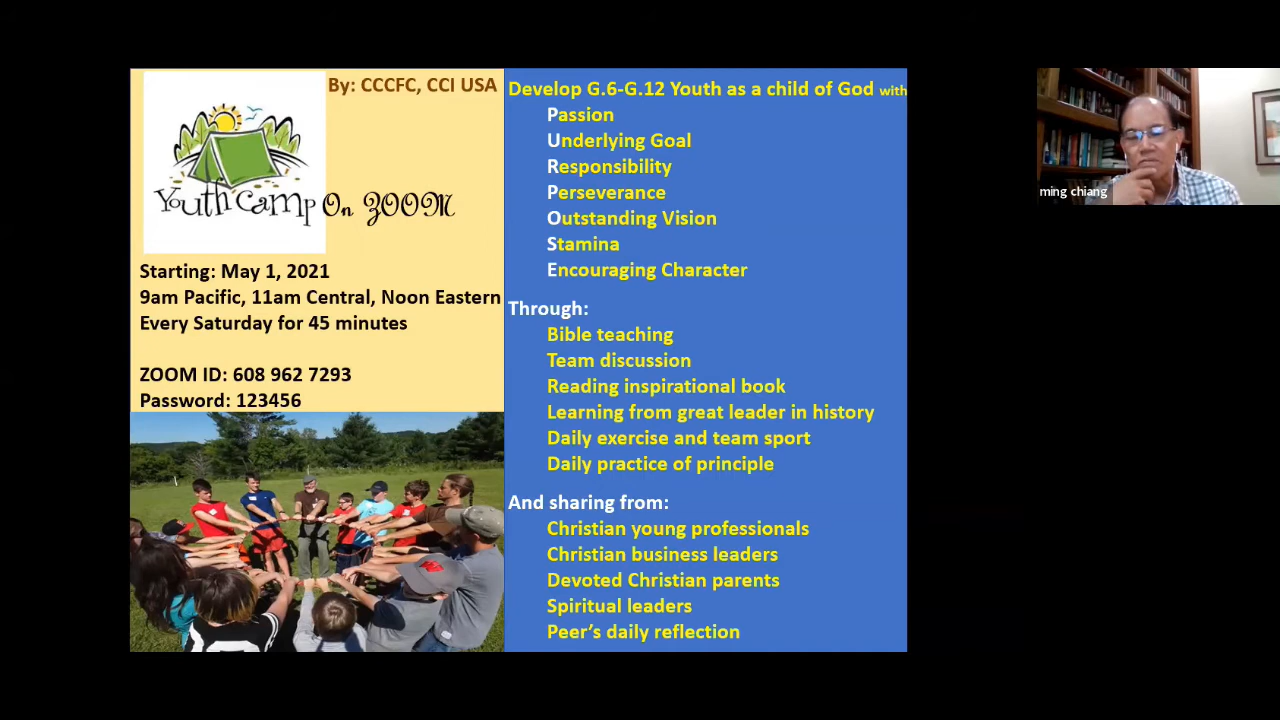 By: CCCFC, CCI USA
Youth Camp On ZOOM
Starting: May 1, 2021
9am Pacific, 11am Central, Noon Eastern
Every Saturday for 45 minutes
ZOOM ID: 608 962 7293
Password: 123456
Develop G.6-G.12 Youth as a child of God with
Passion
Underlying Goal
Responsibility
Perseverance
Outstanding Vision
Stamina
Encouraging Character
Through:
Bible teaching
Team discussion
Reading inspirational book
Learning from great leader in history
Daily exercise and team sport
Daily practice of principle
And sharing from:
Christian young professionals
Christian business leaders
Devoted Christian parents
Spiritual leaders
Peer’s daily reflection
ming chiang